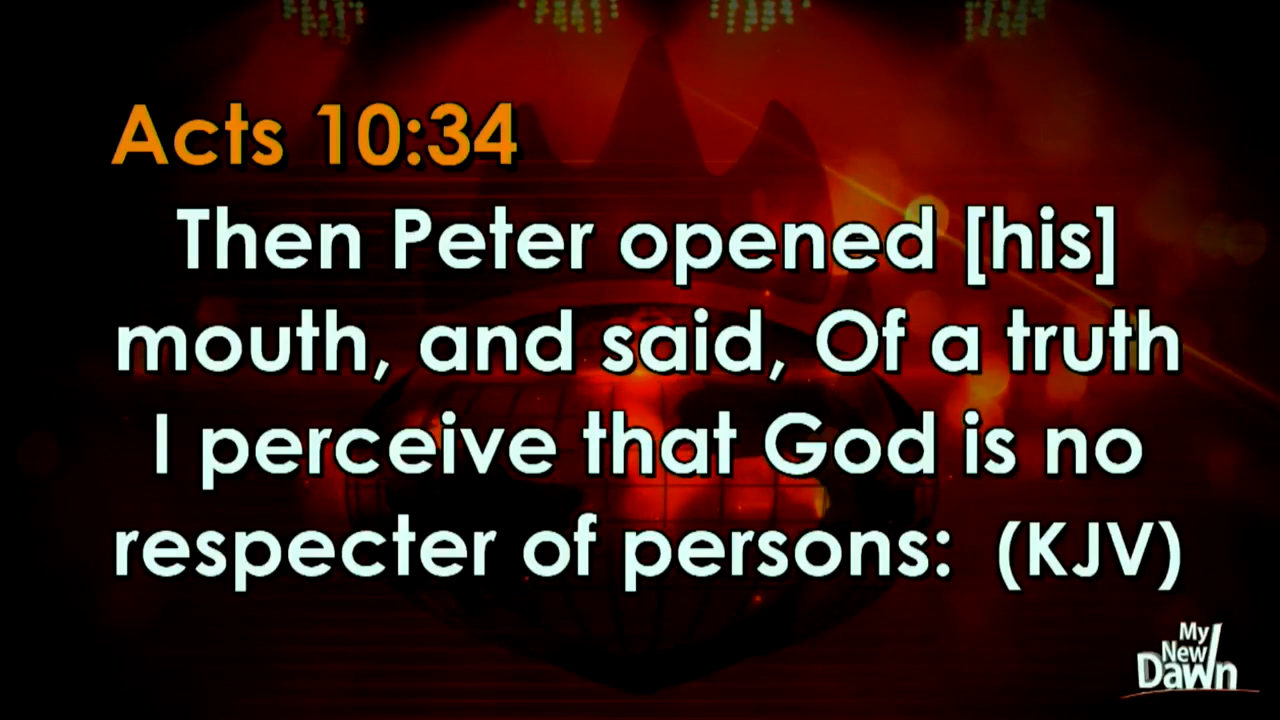 Acts 10:34
Then Peter opened [his]
mouth, and said, Of a truth
I perceive that God is no
respecter of persons:  (KJV)
My
New
Dawn